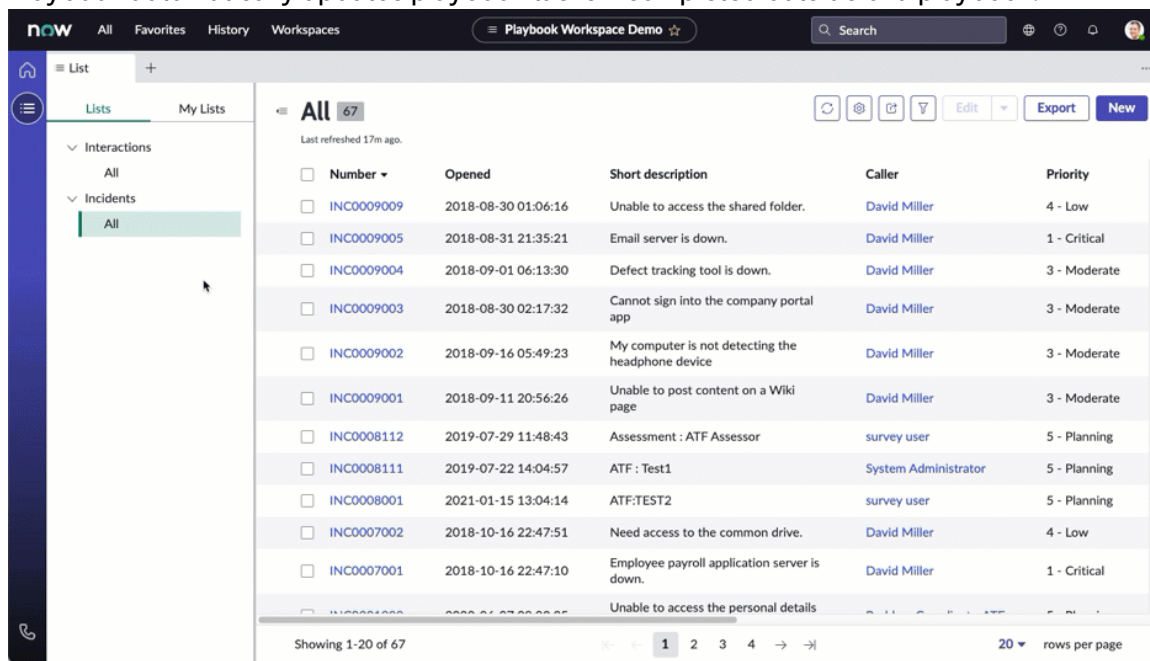 now All Favorites History Workspaces Playbook Workspace Demo Search
List
Lists My Lists
Interactions
All
Incidents
All
All 67 Edit Export New
Last refreshed 17m ago.
Number Opened Short description Caller Priority
INC0009009 2018-08-30 01:06:16 Unable to access the shared folder. David Miller 4 - Low
INC0009005 2018-08-31 21:35:21 Email server is down. David Miller 1 - Critical
INC0009004 2018-09-01 06:13:30 Defect tracking tool is down. David Miller 3 - Moderate
INC0009003 2018-08-30 02:17:32 Cannot sign into the company portal David Miller 3 - Moderate
app
INC0009002 2018-09-16 05:49:23 My computer is not detecting the David Miller 3 - Moderate
headphone device
INC0009001 2018-09-11 20:56:26 Unable to post content on a Wiki David Miller 3 - Moderate
page
INC0008112 2019-07-29 11:48:43 Assessment : ATF Assessor survey user 5 - Planning
INC0008111 2019-07-22 14:04:57 ATF : Test1 System Administrator 5 - Planning
INC0008001 2021-01-15 13:04:14 ATF:TEST2 survey user 5 - Planning
INC0007002 2018-10-16 22:47:51 Need access to the common drive. David Miller 4 - Low
INC0007001 2018-10-16 22:47:10 Employee payroll application server is David Miller 1 - Critical
down.
Unable to access the personal details
Showing 1-20 of 67 1 2 3 4 20 rows per page